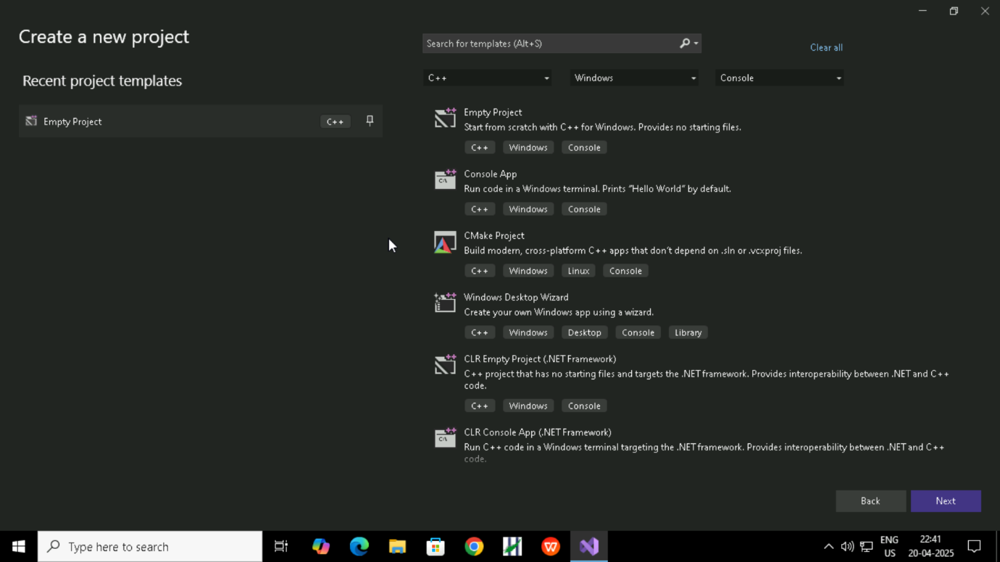 Create a new project
Search for templates (Alt+S)
Clear all
Recent project templates
C++
Windows
Console
Empty Project
C++
Empty Project
Start from scratch with C++ for Windows. Provides no starting files.
C++ Windows Console
Console App
Run code in a Windows terminal. Prints "Hello World" by default.
C++ Windows Console
CMake Project
Build modern, cross-platform C++ apps that don't depend on .sln or .vcxproj files.
C++ Windows Linux Console
Windows Desktop Wizard
Create your own Windows app using a wizard.
C++ Windows Desktop Console Library
CLR Empty Project (.NET Framework)
C++ project that has no starting files and targets the .NET framework. Provides interoperability between .NET and C++
code.
C++ Windows Console
CLR Console App (.NET Framework)
Run C++ code in a Windows terminal targeting the .NET framework. Provides interoperability between .NET and C++
code.
Back
Next
Type here to search
ENG
US
22:41
20-04-2025